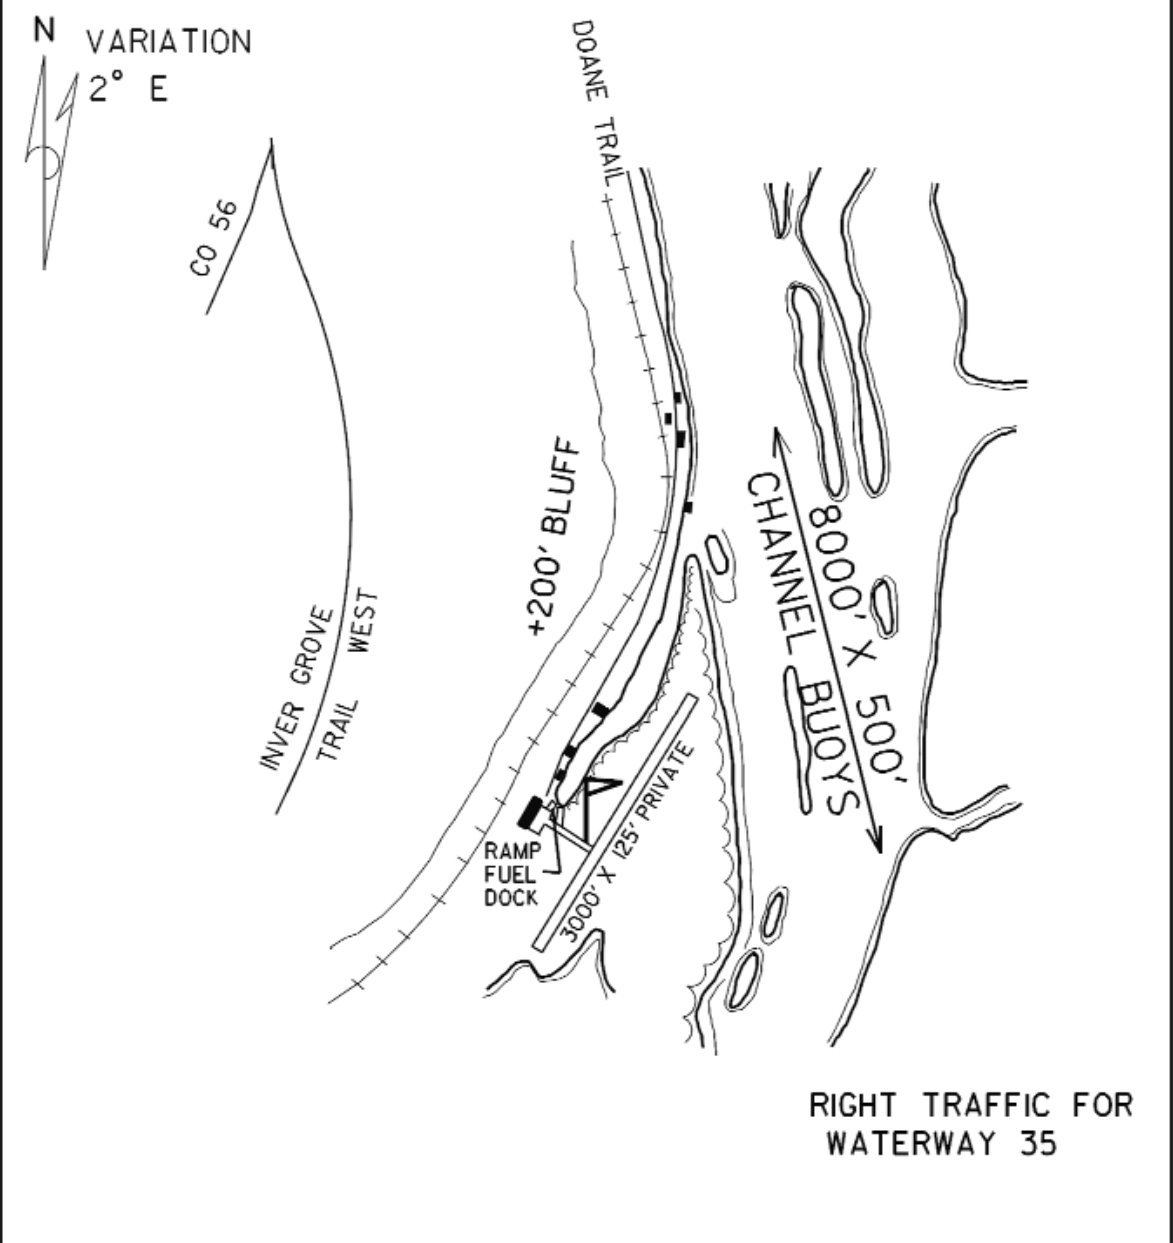 N
VARIATION
2° E
DOANE TRAIL
CO 56
+200' BLUFF
8000' X 500'
CHANNEL BUOYS
INVER GROVE
TRAIL WEST
3000' X 125' PRIVATE
RAMP
FUEL
DOCK
RIGHT TRAFFIC FOR
WATERWAY 35